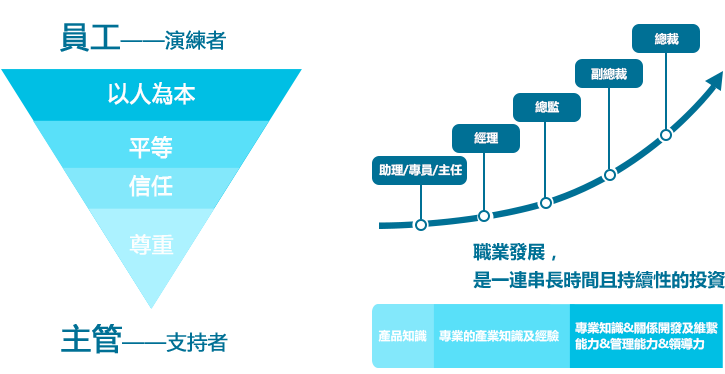 員工——演練者
以人為本
平等
信任
尊重
主管——支持者
總裁
副總裁
總監
經理
助理/專員/主任
職業發展，
是一連串長時間且持續性的投資
產品知識
專業的產業知識及經驗
專業知識&關係開發及維繫
能力&管理能力&領導力